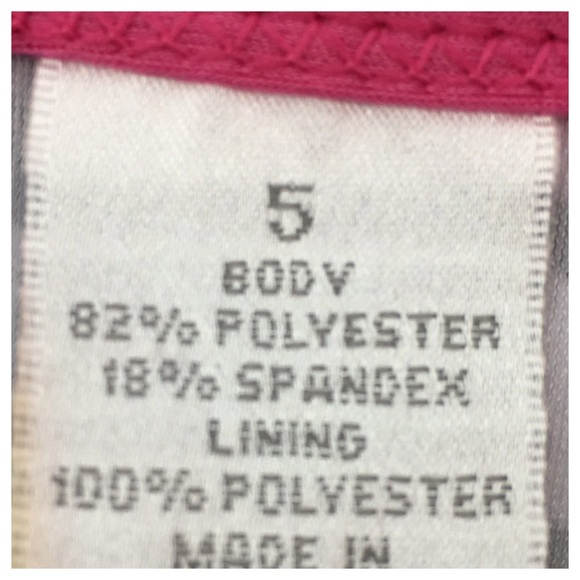 5
BODY
82% POLYESTER
18% SPANDEX
LINING
100% POLYESTER
MADE IN